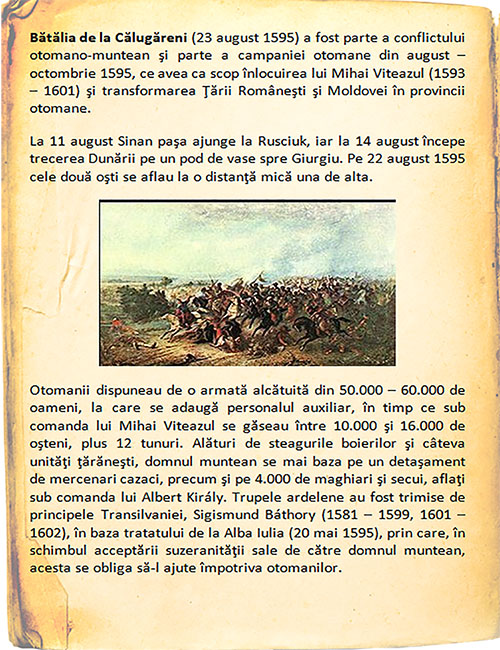 Bătălia de la Călugăreni (23 august 1595) a fost parte a conflictului
otomano-muntean şi parte a campaniei otomane din august –
octombrie 1595, ce avea ca scop înlocuirea lui Mihai Viteazul (1593
– 1601) şi transformarea Ţării Româneşti şi Moldovei în provincii
otomane.
La 11 august Sinan paşa ajunge la Rusciuk, iar la 14 august începe
trecerea Dunării pe un pod de vase spre Giurgiu. Pe 22 august 1595
cele două oşti se aflau la o distanţă mică una de alta.
Otomanii dispuneau de o armată alcătuită din 50.000 – 60.000 de
oameni, la care se adaugă personalul auxiliar, în timp ce sub
comanda lui Mihai Viteazul se găseau între 10.000 şi 16.000 de
oşteni, plus 12 tunuri. Alături de steagurile boierilor şi câteva
unităţi ţărăneşti, domnul muntean se mai baza pe un detaşament
de mercenari cazaci, precum şi pe 4.000 de maghiari şi secui, aflaţi
sub comanda lui Albert Király. Trupele ardelene au fost trimise de
principele Transilvaniei, Sigismund Báthory (1581 – 1599, 1601 –
1602), în baza tratatului de la Alba Iulia (20 mai 1595), prin care, în
schimbul acceptării suzeranităţii sale de către domnul muntean,
acesta se obliga să-l ajute împotriva otomanilor.